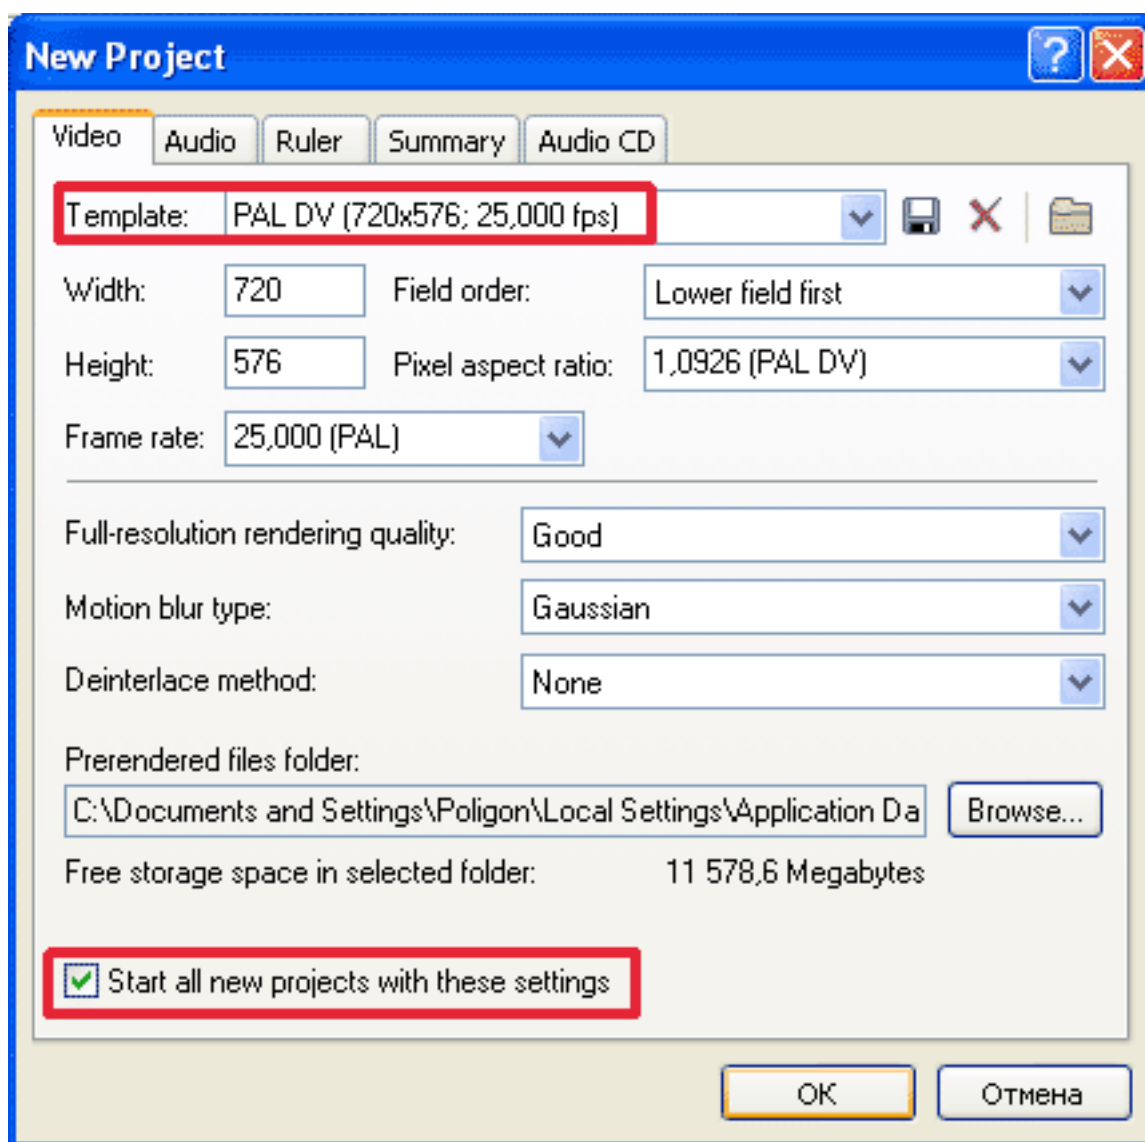 New Project
Video Audio Ruler Summary Audio CD
Template: PAL DV (720x576; 25,000 fps)
Width: 720 Field order: Lower field first
Height: 576 Pixel aspect ratio: 1,0926 (PAL DV)
Frame rate: 25,000 (PAL)
Full-resolution rendering quality: Good
Motion blur type: Gaussian
Deinterlace method: None
Prerendered files folder:
C:\Documents and Settings\Poligon\Local Settings\Application Da Browse...
Free storage space in selected folder: 11 578,6 Megabytes
Start all new projects with these settings
ОК Отмена